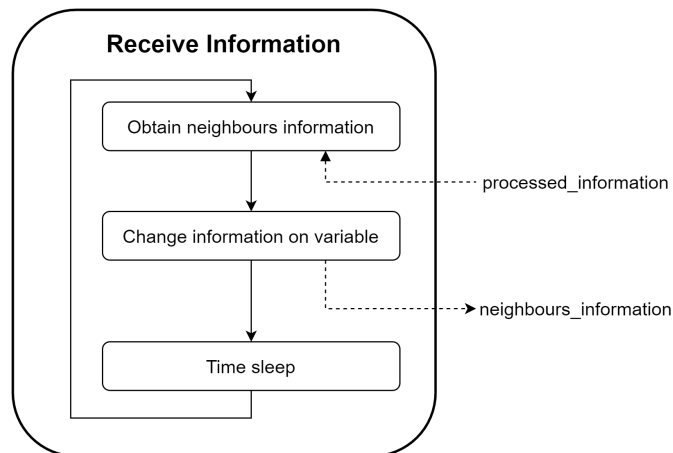 Receive Information
Obtain neighbours information
processed_information
Change information on variable
neighbours_information
Time sleep